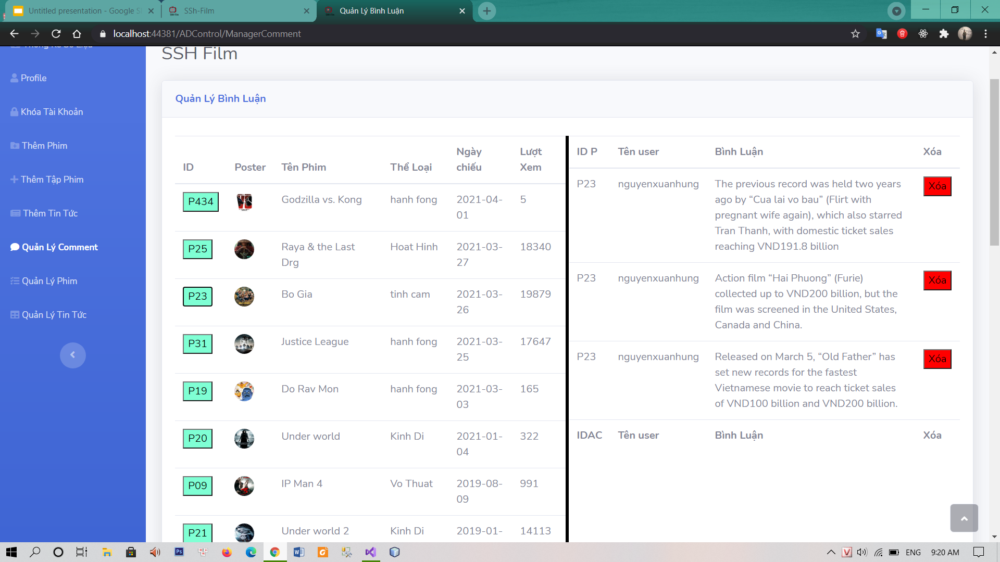 Untitled presentation - Google Sl
SSh-Film
Quản Lý Bình Luận
localhost:44381/ADControl/ManagerComment
Profile
Khóa Tài Khoản
Thêm Phim
Thêm Tập Phim
Thêm Tin Tức
Quản Lý Comment
Quản Lý Phim
Quản Lý Tin Tức
SSH Film
Quản Lý Bình Luận
ID Poster Tên Phim Thể Loại Ngày chiếu Lượt Xem
P434 Godzilla vs. Kong hanh fong 2021-04-
01 5
P25 Raya & the Last
Drg Hoat Hinh 2021-03-
27 18340
P23 Bo Gia tinh cam 2021-03-
26 19879
P31 Justice League hanh fong 2021-03-
25 17647
P19 Do Rav Mon hanh fong 2021-03-
03 165
P20 Under world Kinh Di 2021-01-
04 322
P09 IP Man 4 Vo Thuat 2019-08-
09 991
P21 Under world 2 Kinh Di 2019-01- 14113
ID P Tên user Bình Luận Xóa
P23 nguyenxuanhung The previous record was held two years Xóa
ago by “Cua lai vo bau” (Flirt with
pregnant wife again), which also starred
Tran Thanh, with domestic ticket sales
reaching VND191.8 billion
P23 nguyenxuanhung Action film “Hai Phuong” (Furie) Xóa
collected up to VND200 billion, but the
film was screened in the United States,
Canada and China.
P23 nguyenxuanhung Released on March 5, “Old Father” has Xóa
set new records for the fastest
Vietnamese movie to reach ticket sales
of VND100 billion and VND200 billion.
IDAC Tên user Bình Luận Xóa
ENG 9:20 AM